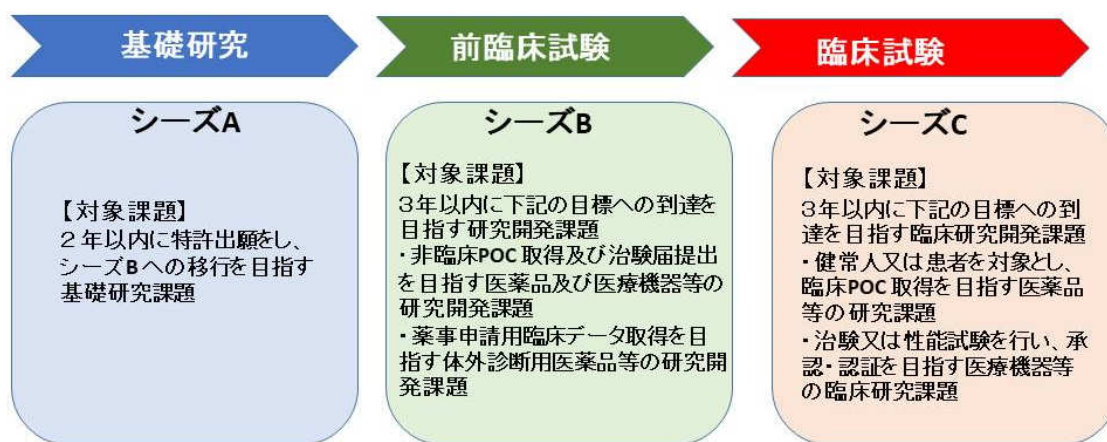 基礎研究
前臨床試験
臨床試験
シーズA
【対象課題】
２年以内に特許出願をし、
シーズBへの移行を目指す
基礎研究課題
シーズB
【対象課題】
3年以内に下記の目標への到達を
目指す研究開発課題
・非臨床POC取得及び治験届提出
を目指す医薬品及び医療機器等の
研究開発課題
・薬事申請用臨床データ取得を目
指す体外診断用医薬品等の研究開
発課題
シーズC
【対象課題】
3年以内に下記の目標への到
達を目指す臨床研究開発課題
・健常人又は患者を対象とし、
臨床POC取得を目指す医薬品
等の研究課題
・治験又は性能試験を行い、承
認・認証を目指す医療機器等
の臨床研究課題